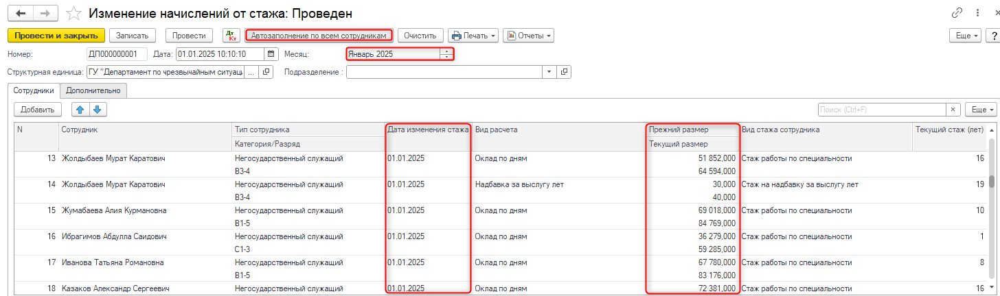 Изменение начислений от стажа: Проведен
Провести и закрыть Записать Провести Дт Кт Автозаполнение по всем сотрудникам Очистить Печать Отчеты Еще ?
Номер: ДП000000001 Дата: 01.01.2025 10:10:10 Месяц: Январь 2025
Структурная единица: ГУ "Департамент по чрезвычайным ситуаци ... Подразделение :
Сотрудники Дополнительно
Добавить Поиск (Ctrl+F) × Еще
N Сотрудник Тип сотрудника Дата изменения стажа Вид расчета Прежний размер Вид стажа сотрудника Текущий стаж (лет)
Категория/Разряд Текущий размер
13 Жолдыбаев Мурат Каратович Негосударственный служащий 01.01.2025 Оклад по дням 51 852,000 Стаж работы по специальности 16
B3-4 64 594,000
14 Жолдыбаев Мурат Каратович Негосударственный служащий 01.01.2025 Надбавка за выслугу лет 30,000 Стаж на надбавку за выслугу лет 19
B3-4 40,000
15 Жумабаева Алия Курмановна Негосударственный служащий 01.01.2025 Оклад по дням 69 018,000 Стаж работы по специальности 10
B1-5 84 769,000
16 Ибрагимов Абдулла Саидович Негосударственный служащий 01.01.2025 Оклад по дням 36 279,000 Стаж работы по специальности 1
C1-3 59 285,000
17 Иванова Татьяна Романовна Негосударственный служащий 01.01.2025 Оклад по дням 67 780,000 Стаж работы по специальности 8
B1-5 83 176,000
18 Казаков Александр Сергеевич Негосударственный служащий 01.01.2025 Оклад по дням 72 381,000 Стаж работы по специальности 16